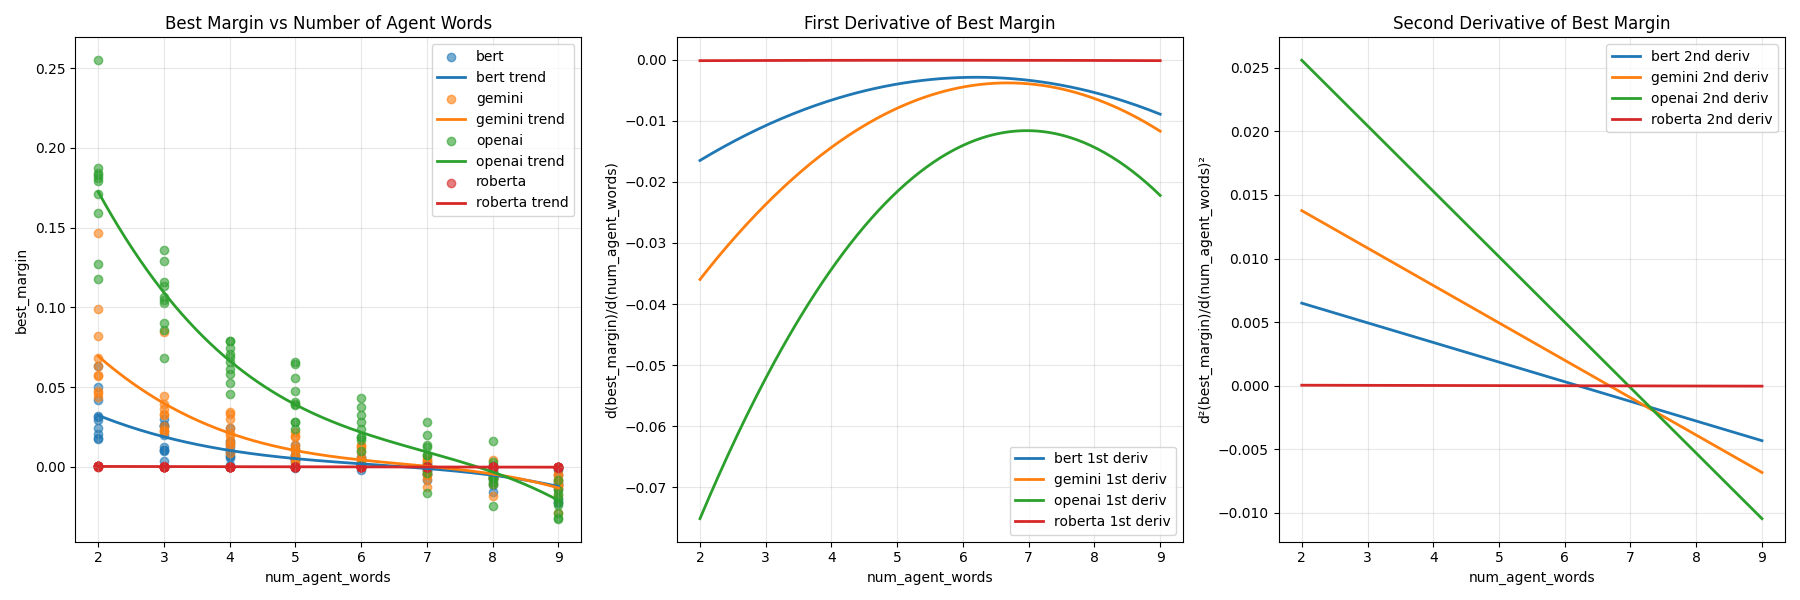 Best Margin vs Number of Agent Words
0.25
0.20
0.15
0.10
0.05
0.00
best_margin
2 3 4 5 6 7 8 9
num_agent_words
bert
bert trend
gemini
gemini trend
openai
openai trend
roberta
roberta trend
First Derivative of Best Margin
0.00
−0.01
−0.02
−0.03
−0.04
−0.05
−0.06
−0.07
d(best_margin)/d(num_agent_words)
2 3 4 5 6 7 8 9
num_agent_words
bert 1st deriv
gemini 1st deriv
openai 1st deriv
roberta 1st deriv
Second Derivative of Best Margin
0.025
0.020
0.015
0.010
0.005
0.000
−0.005
−0.010
d²(best_margin)/d(num_agent_words)²
2 3 4 5 6 7 8 9
num_agent_words
bert 2nd deriv
gemini 2nd deriv
openai 2nd deriv
roberta 2nd deriv